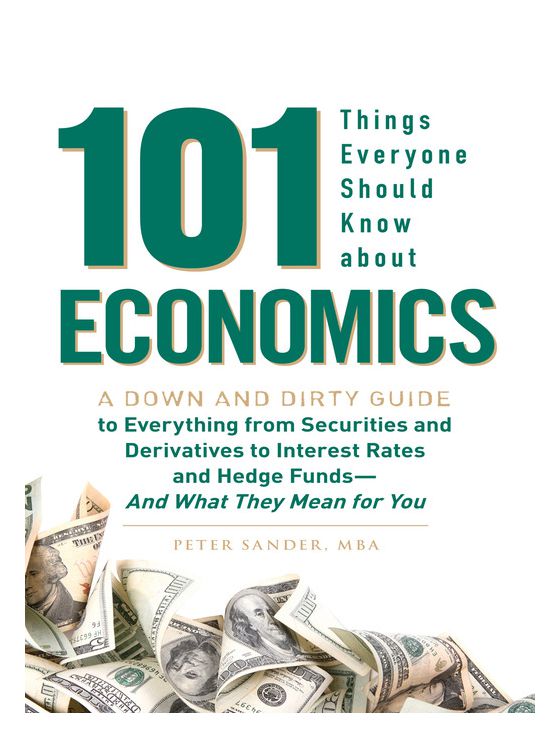 101
Things
Everyone
Should
Know
about
ECONOMICS
A DOWN AND DIRTY GUIDE
to Everything from Securities and
Derivatives to Interest Rates
and Hedge Funds—
And What They Mean for You
PETER SANDER, MBA